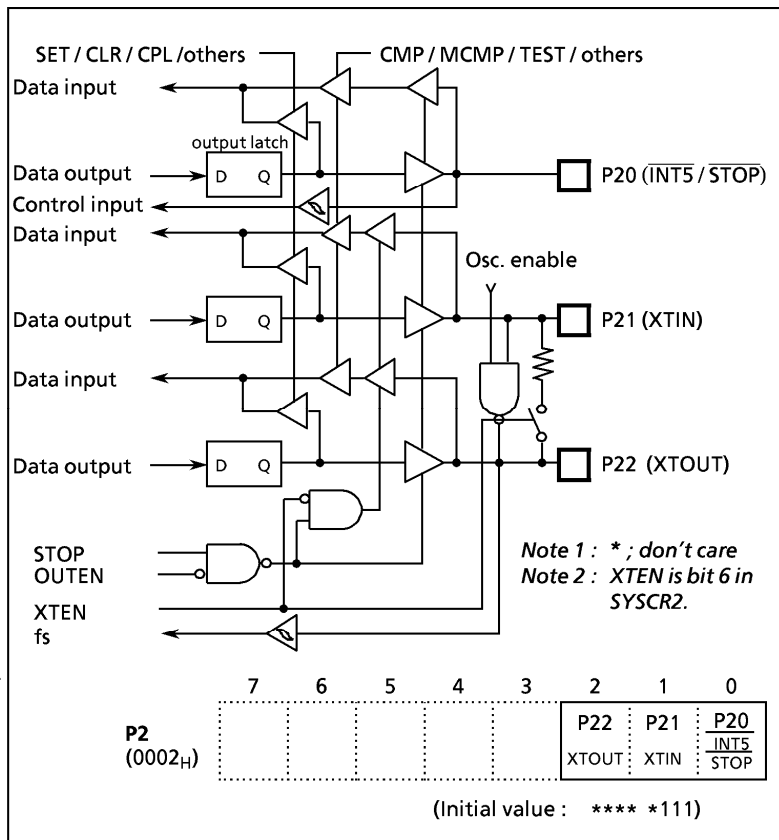 SET / CLR / CPL /others
CMP / MCMP / TEST / others
Data input
output latch
Data output
D Q
P20 (INT5 / STOP)
Control input
Data input
Osc. enable
Data output
D Q
P21 (XTIN)
Data input
Data output
D Q
P22 (XTOUT)
STOP
OUTEN
XTEN
fs
Note 1 : * ; don't care
Note 2 : XTEN is bit 6 in
SYSCR2.
7 6 5 4 3 2 1 0
P2
(0002H)
P22
XTOUT
P21
XTIN
P20
INT5
STOP
(Initial value : **** *111)